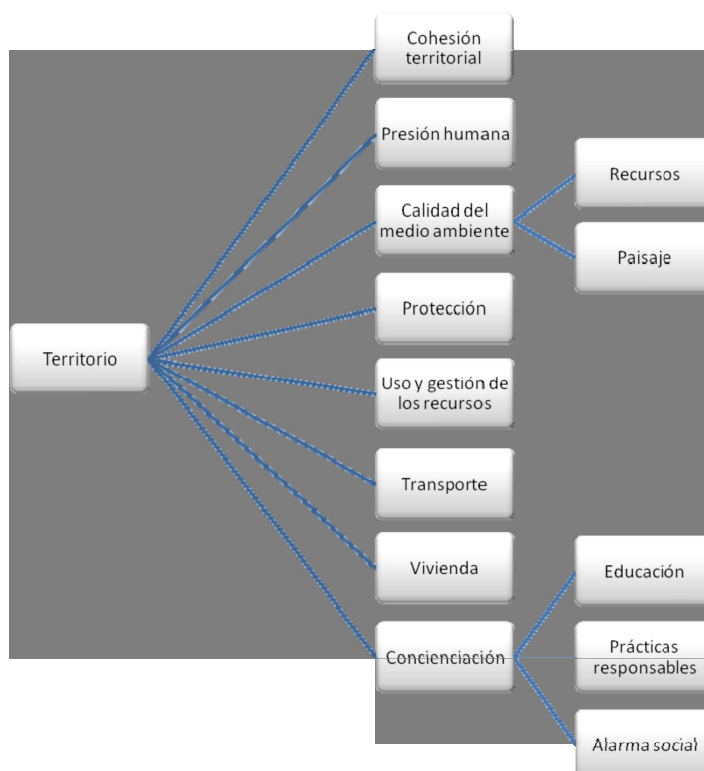 Cohesión
territorial
Presión humana
Recursos
Calidad del
medio ambiente
Paisaje
Protección
Territorio
Uso y gestión de
los recursos
Transporte
Vivienda
Educación
Concienciación
Prácticas
responsables
Alarma social